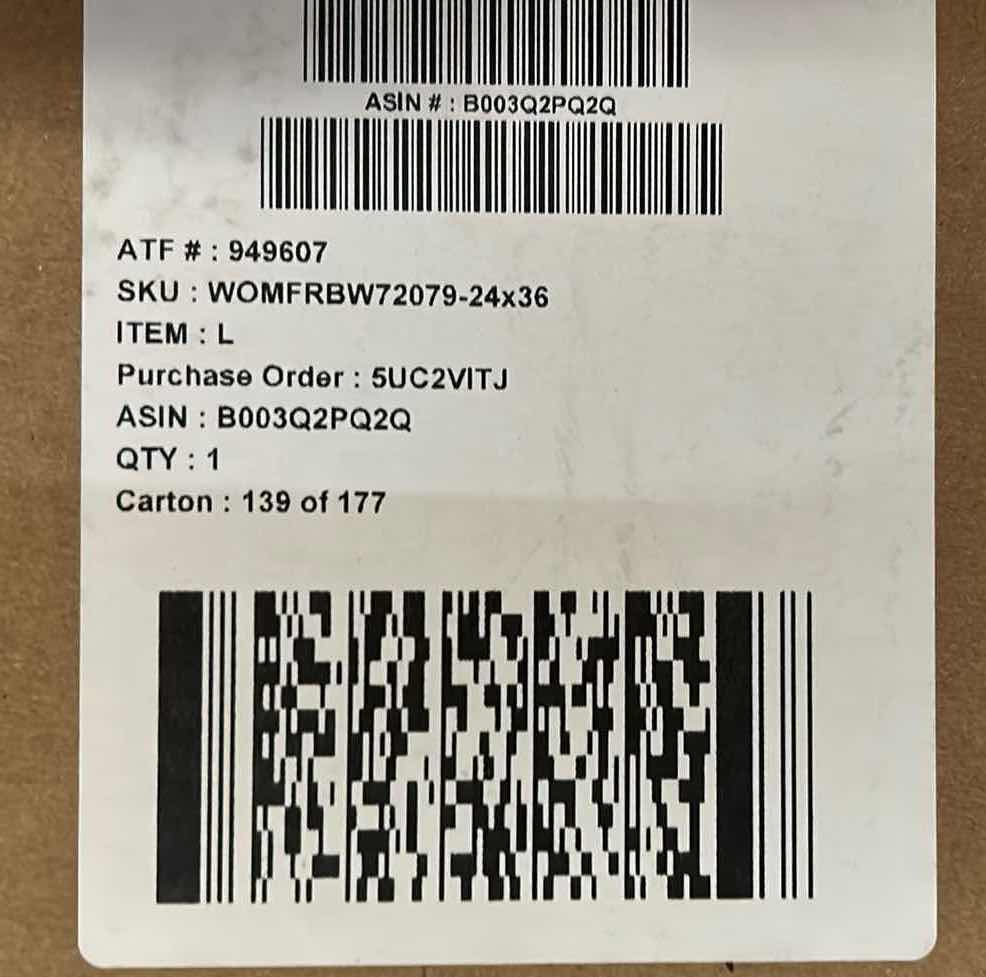 ASIN # : B003Q2PQ2Q
ATF # : 949607
SKU : WOMFRBW72079-24x36
ITEM : L
Purchase Order : 5UC2VITJ
ASIN : B003Q2PQ2Q
QTY : 1
Carton : 139 of 177